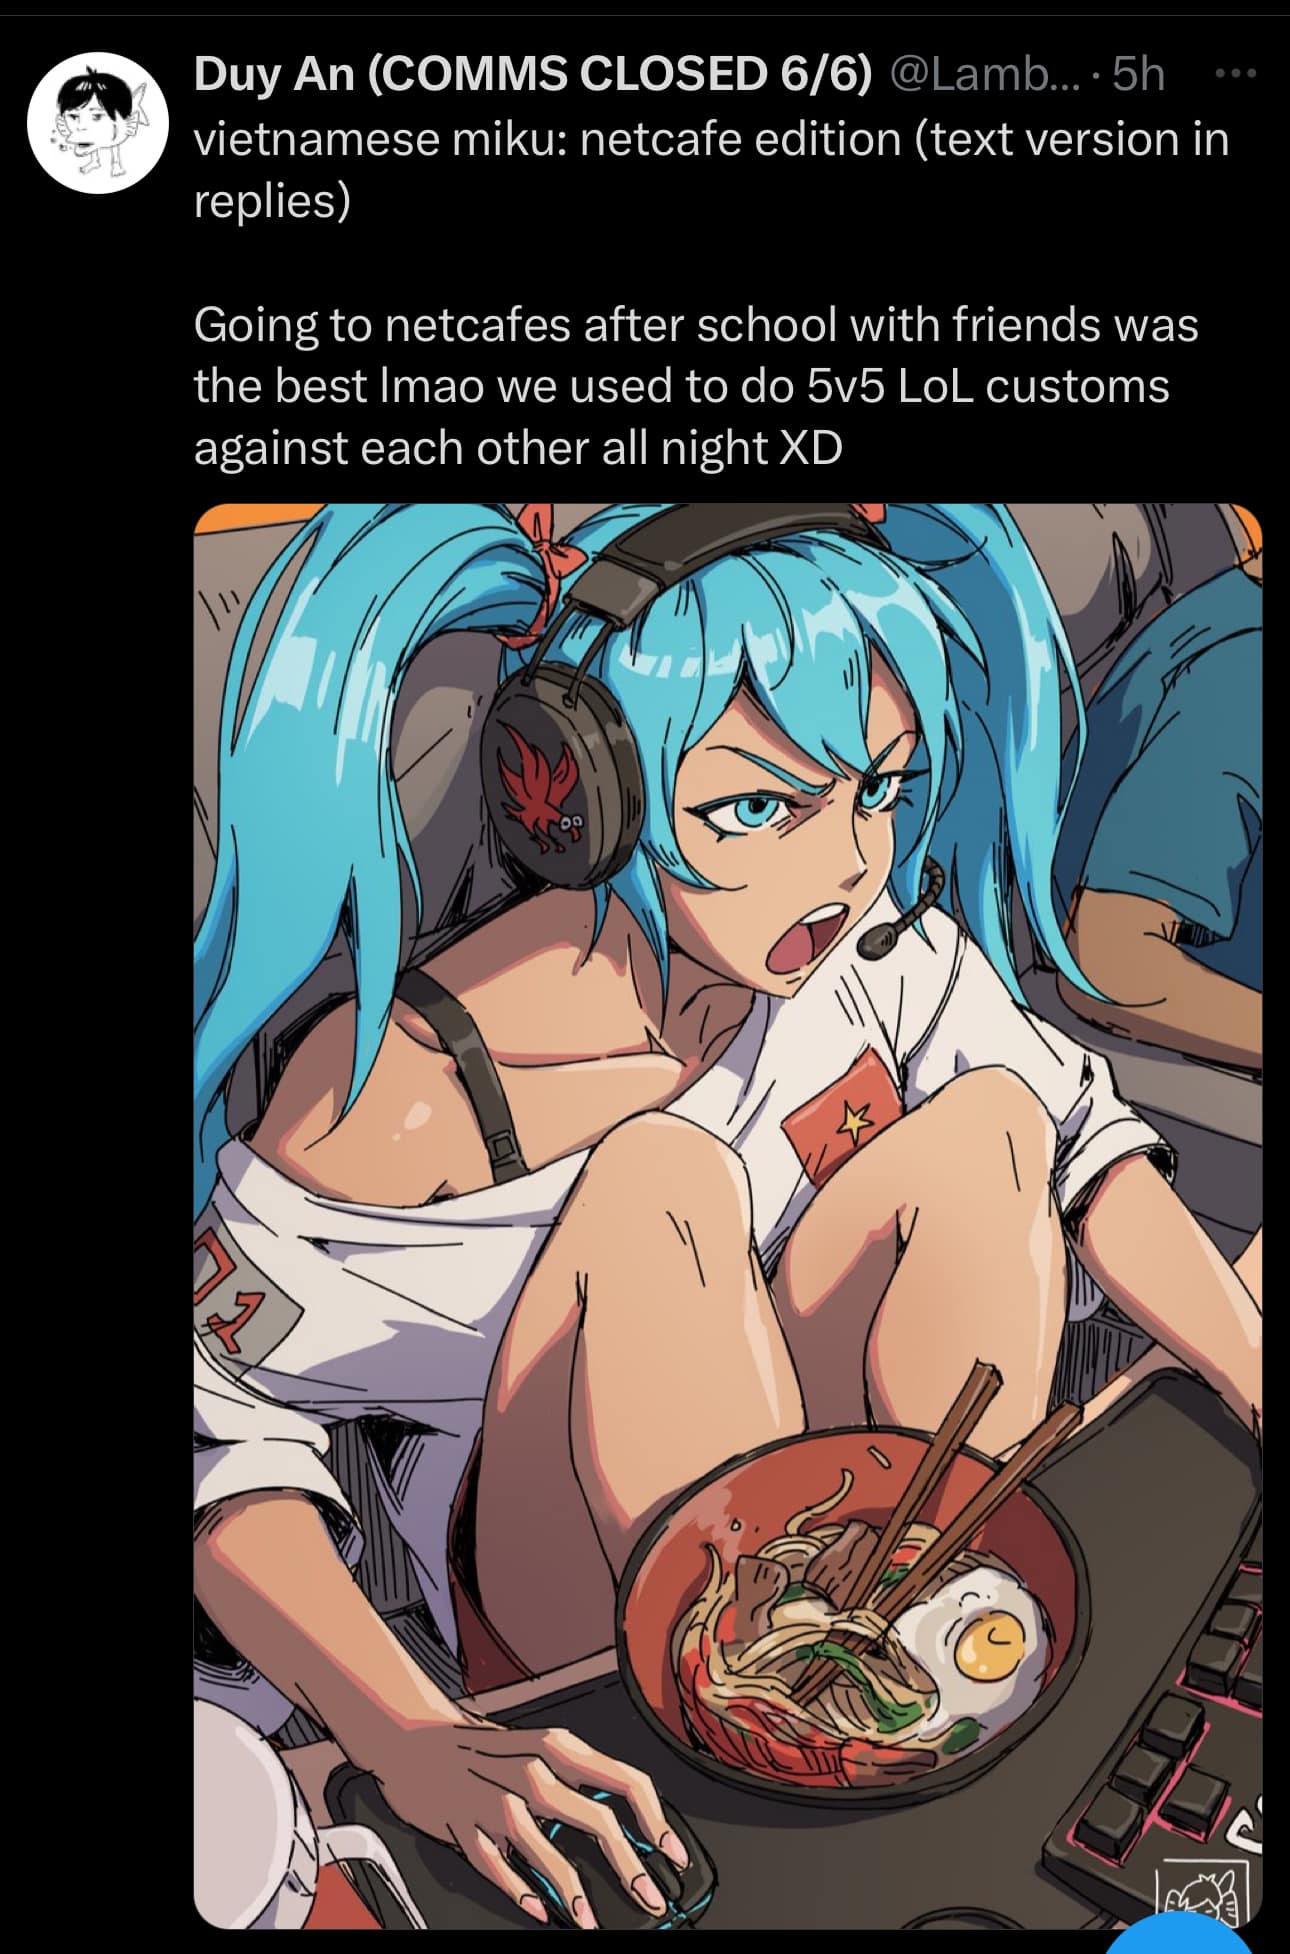 Duy An (COMMS CLOSED 6/6) @Lamb... · 5h
vietnamese miku: netcafe edition (text version in
replies)
Going to netcafes after school with friends was
the best lmao we used to do 5v5 LoL customs
against each other all night XD